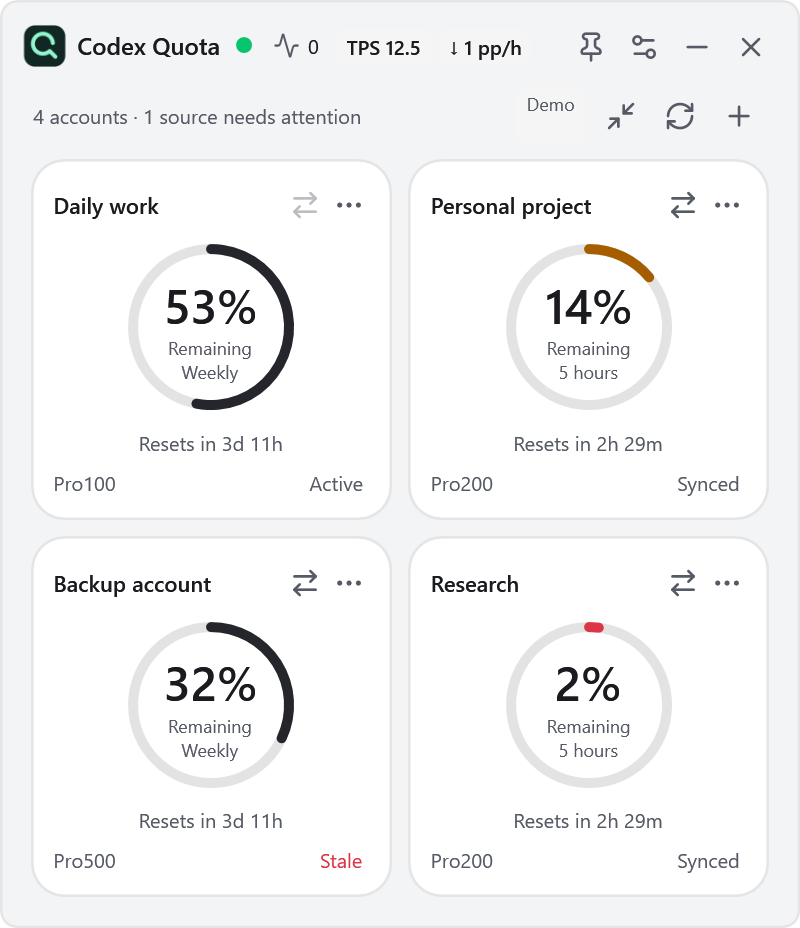 Codex Quota 0 TPS 12.5 ↓ 1 pp/h
4 accounts · 1 source needs attention Demo
Daily work
53%
Remaining
Weekly
Resets in 3d 11h
Pro100 Active
Personal project
14%
Remaining
5 hours
Resets in 2h 29m
Pro200 Synced
Backup account
32%
Remaining
Weekly
Resets in 3d 11h
Pro500 Stale
Research
2%
Remaining
5 hours
Resets in 2h 29m
Pro200 Synced